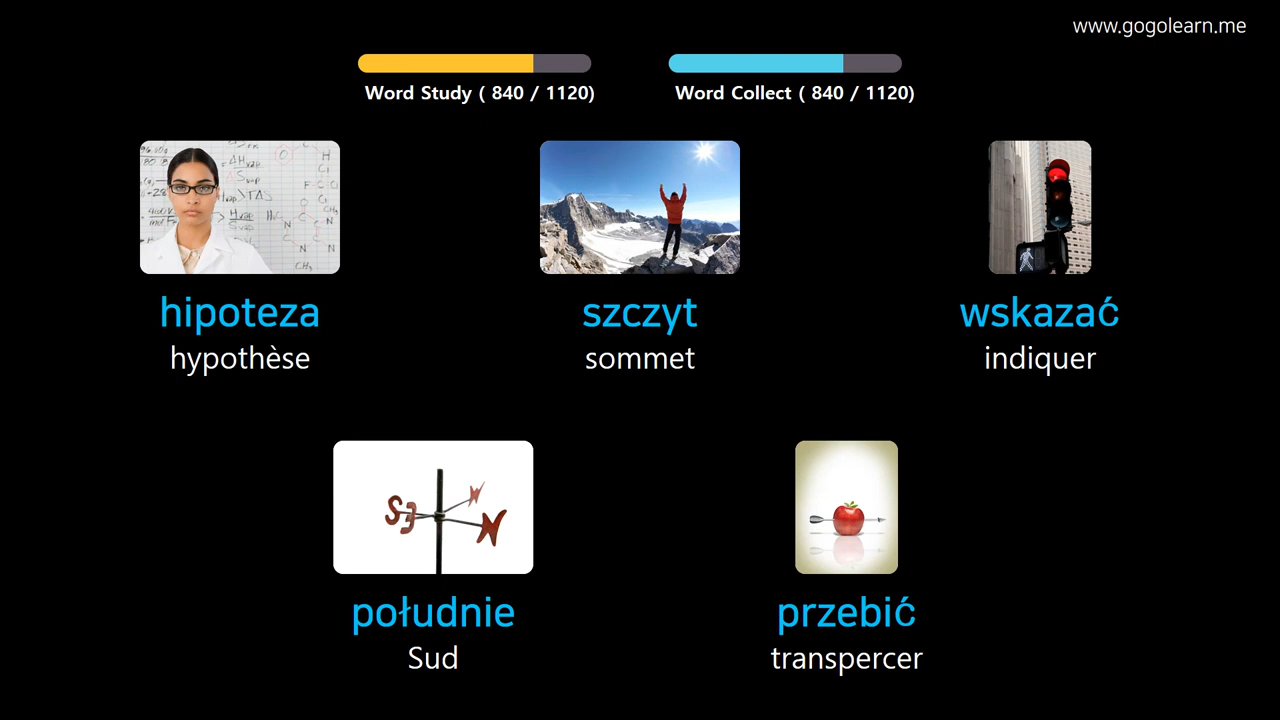 www.gogolearn.me
Word Study ( 840 / 1120)
Word Collect ( 840 / 1120)
hipoteza
hypothèse
szczyt
sommet
wskazać
indiquer
południe
Sud
przebić
transpercer